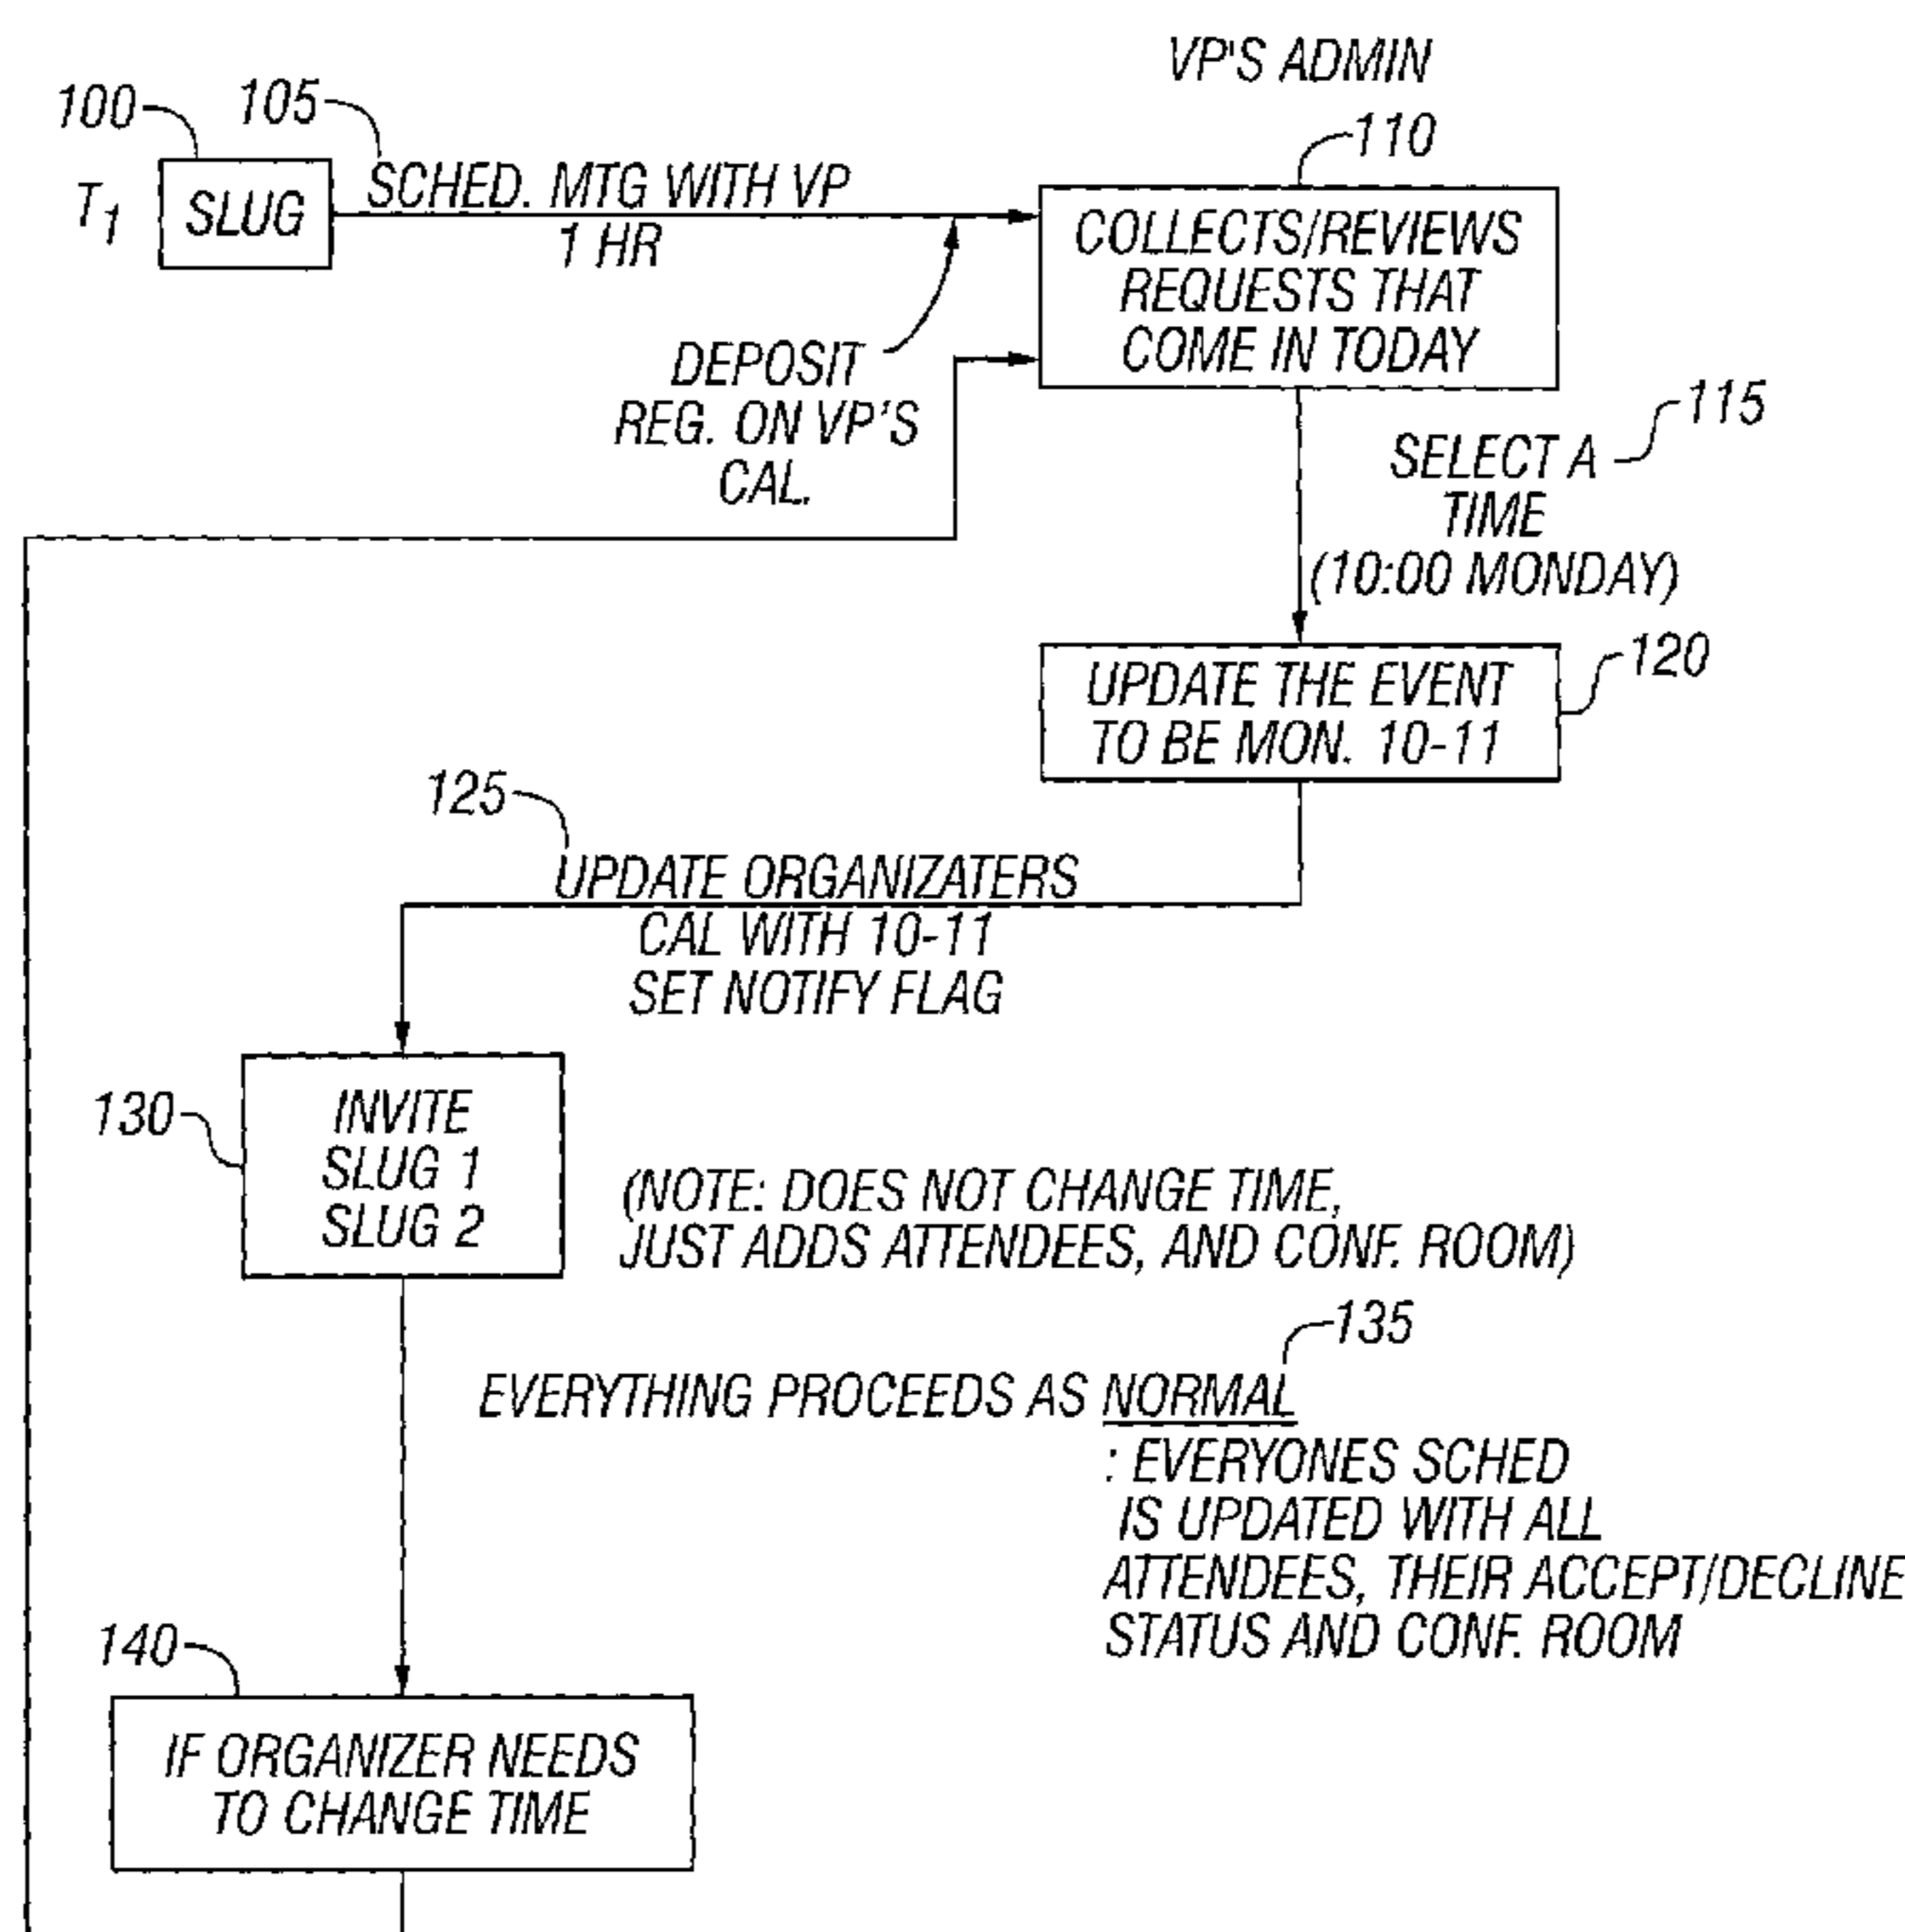 VP'S ADMIN
100
105
110
T1
SLUG
SCHED. MTG WITH VP
1 HR
COLLECTS/REVIEWS
REQUESTS THAT
COME IN TODAY
DEPOSIT
REG. ON VP'S
CAL.
115
SELECT A
TIME
(10:00 MONDAY)
120
UPDATE THE EVENT
TO BE MON. 10-11
125
UPDATE ORGANIZATERS
CAL WITH 10-11
SET NOTIFY FLAG
130
INVITE
SLUG 1
SLUG 2
(NOTE: DOES NOT CHANGE TIME,
JUST ADDS ATTENDEES, AND CONF. ROOM)
135
EVERYTHING PROCEEDS AS NORMAL
: EVERYONES SCHED
IS UPDATED WITH ALL
ATTENDEES, THEIR ACCEPT/DECLINE
STATUS AND CONF. ROOM
140
IF ORGANIZER NEEDS
TO CHANGE TIME